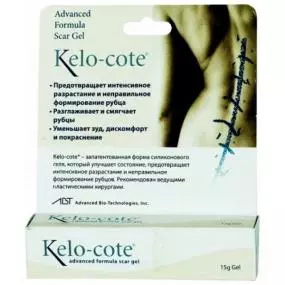 Advanced
Formula
Scar Gel
Kelo-cote®
• Предотвращает интенсивное
разрастание и неправильное
формирование рубца
• Разглаживает и смягчает
рубцы
• Уменьшает зуд, дискомфорт
и покраснение
Kelo-cote® – запатентованная форма силиконового
геля, который улучшает состояние, предотвращает
интенсивное разрастание и неправильное
формирование рубцов. Рекомендован ведущими
пластическими хирургами.
ABT Advanced Bio-Technologies, Inc.
Kelo-cote®
advanced formula scar gel
15g Gel